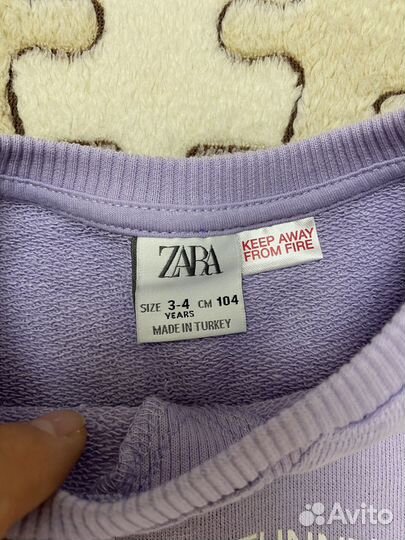 ZARA
KEEP AWAY
FROM FIRE
SIZE 3-4 CM 104
YEARS
MADE IN TURKEY
Avito